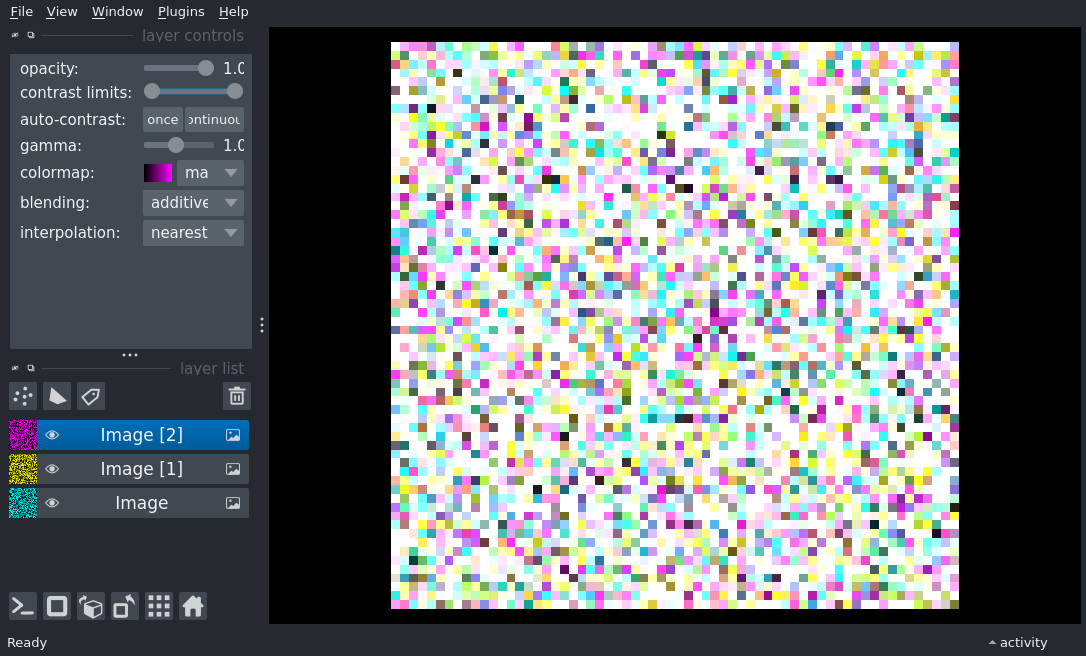 File View Window Plugins Help
layer controls
opacity: 1.0
contrast limits:
auto-contrast: once ontinuou
gamma: 1.0
colormap: ma
blending: additive
interpolation: nearest
layer list
Image [2]
Image [1]
Image
Ready activity